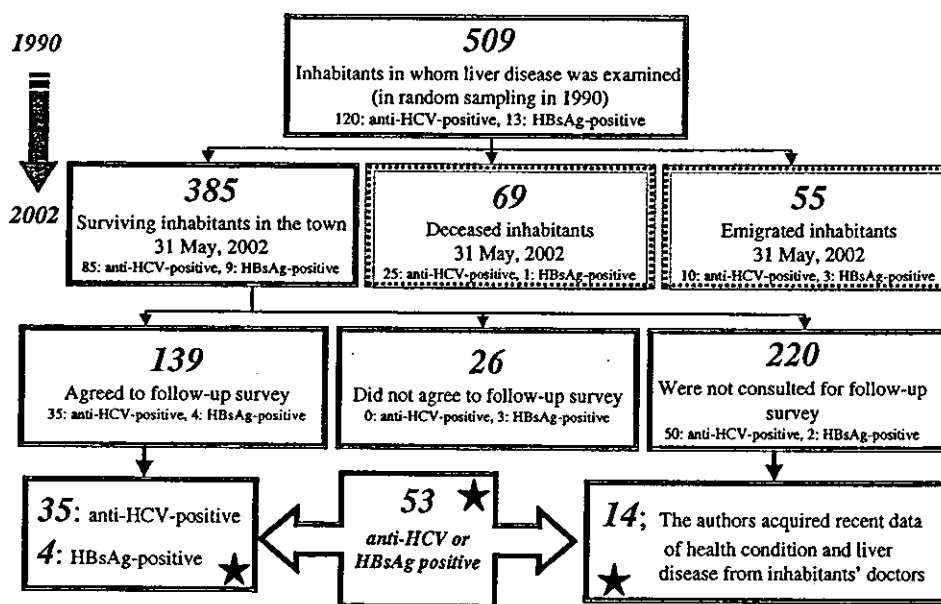 1990
2002
509
Inhabitants in whom liver disease was examined
(in random sampling in 1990)
120: anti-HCV-positive, 13: HBsAg-positive
385
Surviving inhabitants in the town
31 May, 2002
85: anti-HCV-positive, 9: HBsAg-positive
69
Deceased inhabitants
31 May, 2002
25: anti-HCV-positive, 1: HBsAg-positive
55
Emigrated inhabitants
31 May, 2002
10: anti-HCV-positive, 3: HBsAg-positive
139
Agreed to follow-up survey
35: anti-HCV-positive, 4: HBsAg-positive
26
Did not agree to follow-up survey
0: anti-HCV-positive, 3: HBsAg-positive
220
Were not consulted for follow-up
survey
50: anti-HCV-positive, 2: HBsAg-positive
35: anti-HCV-positive
4: HBsAg-positive
53
anti-HCV or
HBsAg positive
14; The authors acquired recent data
of health condition and liver
disease from inhabitants' doctors